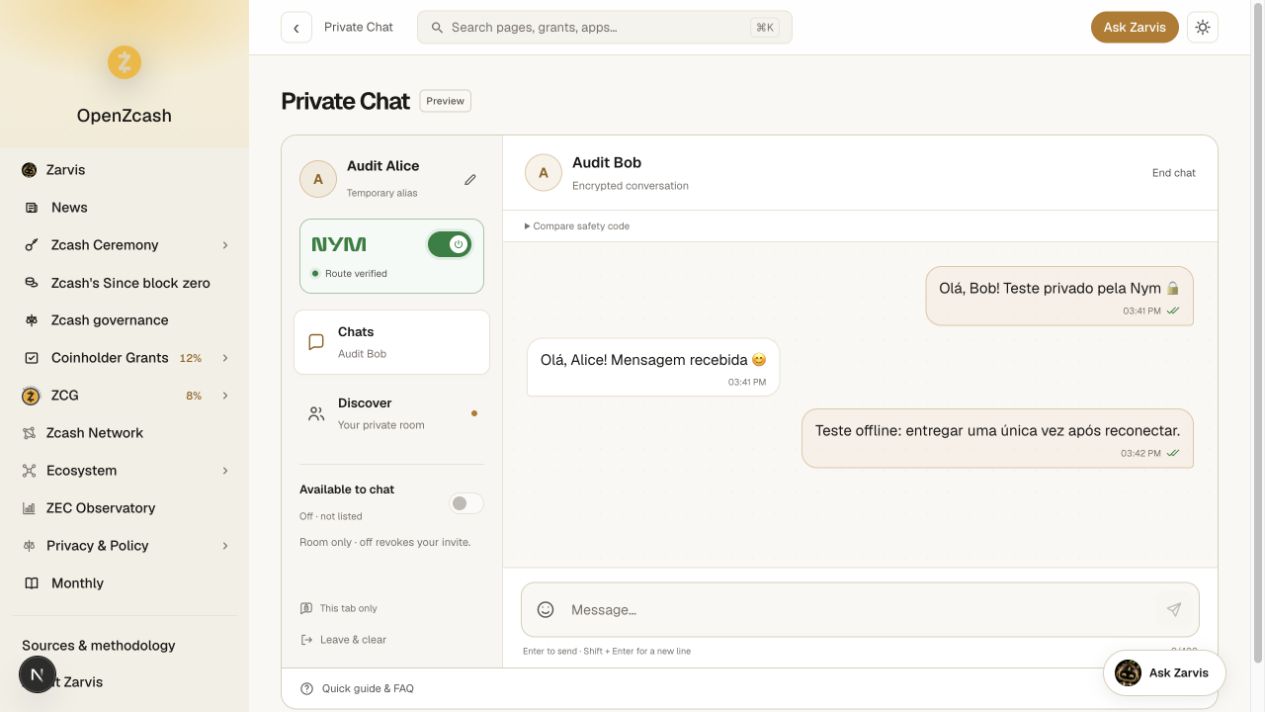 OpenZcash
Zarvis
News
Zcash Ceremony
Zcash's Since block zero
Zcash governance
Coinholder Grants 12%
ZCG 8%
Zcash Network
Ecosystem
ZEC Observatory
Privacy & Policy
Monthly
Sources & methodology
N
Zarvis
Private Chat
Search pages, grants, apps...
⌘K
Ask Zarvis
Private Chat Preview
A
Audit Alice
Temporary alias
NYM
Route verified
Chats
Audit Bob
Discover
Your private room
Available to chat
Off · not listed
Room only · off revokes your invite.
This tab only
Leave & clear
Quick guide & FAQ
A
Audit Bob
Encrypted conversation
End chat
Compare safety code
Olá, Bob! Teste privado pela Nym 🔒
03:41 PM
Olá, Alice! Mensagem recebida 😊
03:41 PM
Teste offline: entregar uma única vez após reconectar.
03:42 PM
Message...
Enter to send · Shift + Enter for a new line
Ask Zarvis